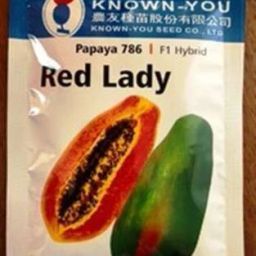 KNOWN-YOU
農友種苗股份有限公司
KNOWN-YOU SEED CO., LTD.
Papaya 786 | F1 Hybrid
Red Lady